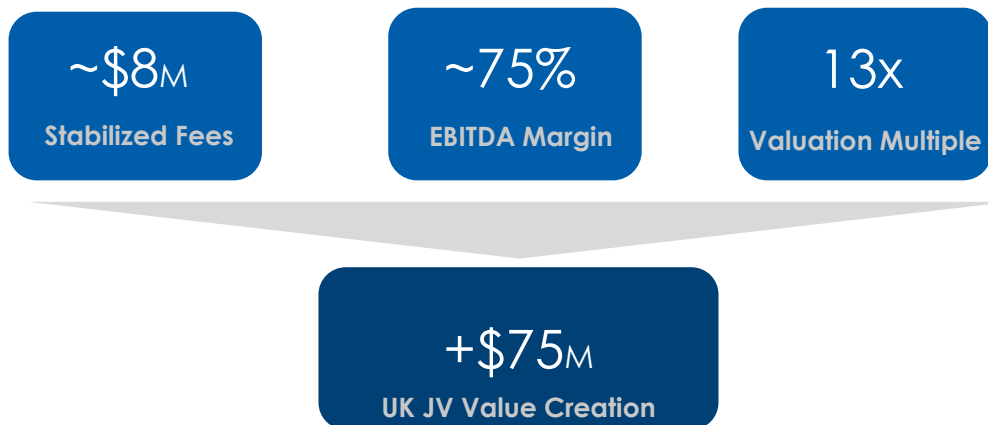 ~$8M
Stabilized Fees
~75%
EBITDA Margin
13x
Valuation Multiple
+$75M
UK JV Value Creation